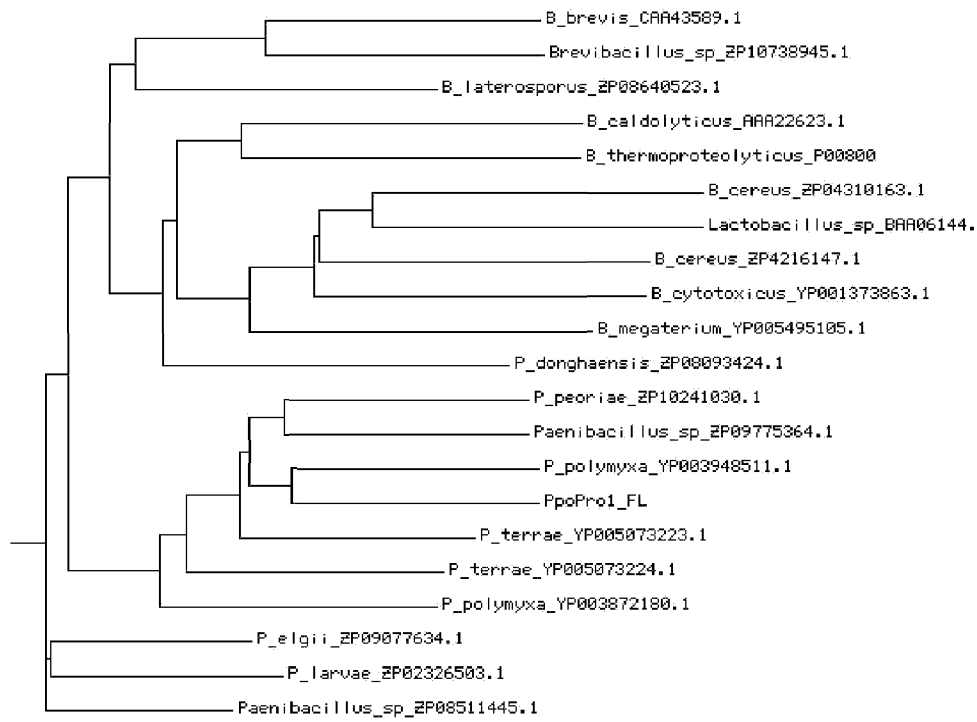 B_brevis_CAA43589.1
Brevibacillus_sp_ZP10738945.1
B_laterosporus_ZP08640523.1
B_caldolyticus_AAA22623.1
B_thermoproteolyticus_P00800
B_cereus_ZP04310163.1
Lactobacillus_sp_BAA06144.
B_cereus_ZP4216147.1
B_cytotoxicus_YP001373863.1
B_megaterium_YP005495105.1
P_donghaensis_ZP08093424.1
P_peoriae_ZP10241030.1
Paenibacillus_sp_ZP09775364.1
P_polymyxa_YP003948511.1
PpoPro1_FL
P_terrae_YP005073223.1
P_terrae_YP005073224.1
P_polymyxa_YP003872180.1
P_elgii_ZP09077634.1
P_larvae_ZP02326503.1
Paenibacillus_sp_ZP08511445.1